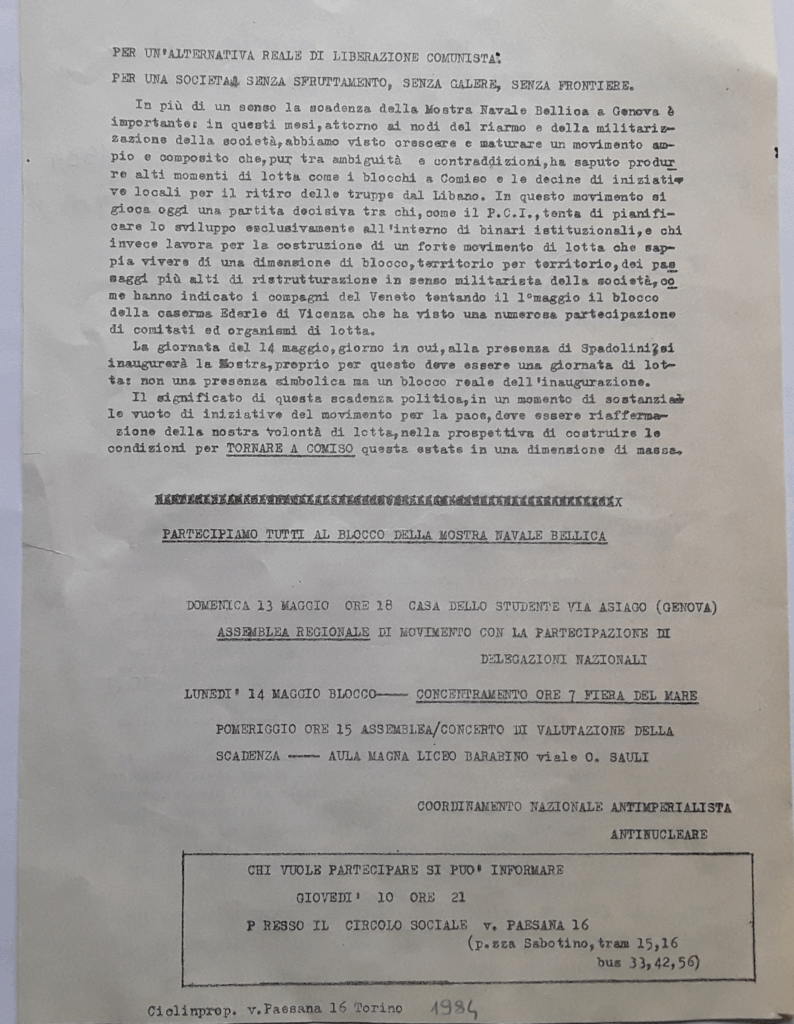 PER UN'ALTERNATIVA REALE DI LIBERAZIONE COMUNISTA:
PER UNA SOCIETA' SENZA SFRUTTAMENTO, SENZA GALERE, SENZA FRONTIERE.
In più di un senso la scadenza della Mostra Navale Bellica a Genova è
importante: in questi mesi,attorno ai nodi del riarmo e della militariz-
zazione della società,abbiamo visto crescere e maturare un movimento am-
pio e composito che,pur tra ambiguità e contraddizioni,ha saputo produr
re alti momenti di lotta come i blocchi a Comiso e le decine di iniziati-
ve locali per il ritiro delle truppe dal Libano. In questo movimento si
gioca oggi una partita decisiva tra chi,come il P.C.I.,tenta di pianifi-
care lo sviluppo esclusivamente all'interno di binari istituzionali,e chi
invece lavora per la costruzione di un forte movimento di lotta che sap-
pia vivere di una dimensione di blocco,territorio per territorio,dei pas
saggi più alti di ristrutturazione in senso militarista della società,co
me hanno indicato i compagni del Veneto tentando il 1°maggio il blocco
della caserma Ederle di Vicenza che ha visto una numerosa partecipazione
di comitati ed organismi di lotta.
La giornata del 14 maggio,giorno in cui,alla presenza di Spadolini,si
inaugurerà la Mostra,proprio per questo deve essere una giornata di lot-
ta: non una presenza simbolica ma un blocco reale dell'inaugurazione.
Il significato di questa scadenza politica,in un momento di sostanzia
le vuoto di iniziative del movimento per la pace,deve essere riafferma-
zione della nostra volontà di lotta,nella prospettiva di costruire le
condizioni per TORNARE A COMISO questa estate in una dimensione di massa.
PARTECIPIAMO TUTTI AL BLOCCO DELLA MOSTRA NAVALE BELLICA
DOMENICA 13 MAGGIO ORE 18 CASA DELLO STUDENTE VIA ASIAGO (GENOVA)
ASSEMBLEA REGIONALE DI MOVIMENTO CON LA PARTECIPAZIONE DI
DELEGAZIONI NAZIONALI
LUNEDI' 14 MAGGIO BLOCCO---- CONCENTRAMENTO ORE 7 FIERA DEL MARE
POMERIGGIO ORE 15 ASSEMBLEA/CONCERTO DI VALUTAZIONE DELLA
SCADENZA ---- AULA MAGNA LICEO BARABINO viale O. SAULI
COORDINAMENTO NAZIONALE ANTIMPERIALISTA
ANTINUCLEARE
CHI VUOLE PARTECIPARE SI PUO' INFORMARE
GIOVEDI' 10 ORE 21
P RESSO IL CIRCOLO SOCIALE v. PAESANA 16
(p.zza Sabotino,tram 15,16
bus 33,42,56)
Ciclinprop. v.Paesana 16 Torino 1984